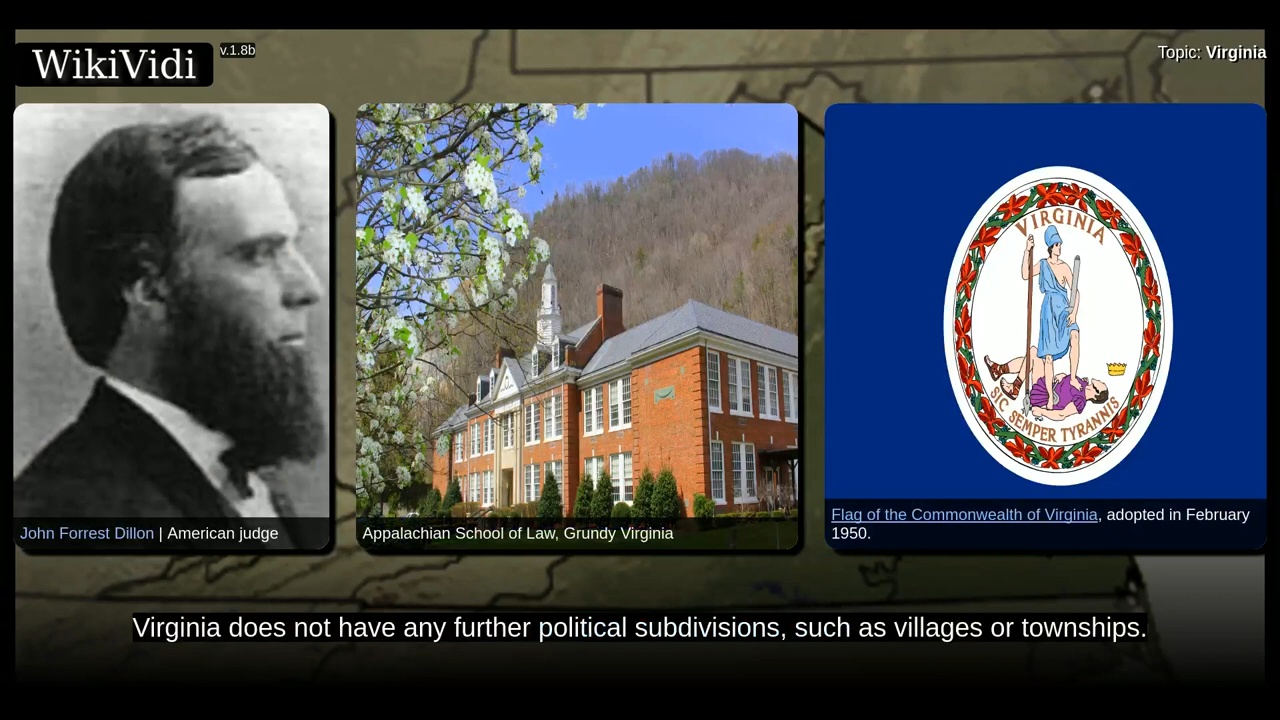 WikiVidi
v.1.8b
Topic: Virginia
VIRGINIA
SIC SEMPER TYRANNIS
John Forrest Dillon | American judge
Appalachian School of Law, Grundy Virginia
Flag of the Commonwealth of Virginia, adopted in February
1950.
Virginia does not have any further political subdivisions, such as villages or townships.